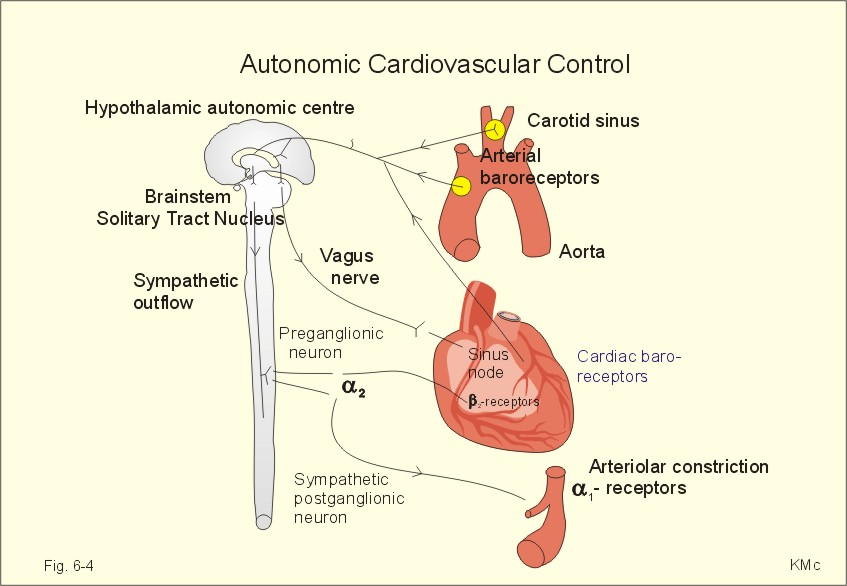 Autonomic Cardiovascular Control
Hypothalamic autonomic centre
Carotid sinus
Arterial
baroreceptors
Brainstem
Solitary Tract Nucleus
Aorta
Vagus
nerve
Sympathetic
outflow
Preganglionic
neuron
Sinus
node
Cardiac baro-
receptors
α₂
β₂-receptors
Arteriolar constriction
α₁- receptors
Sympathetic
postganglionic
neuron
Fig. 6-4
KMc